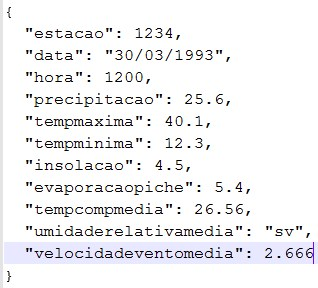 {
"estacao": 1234,
"data": "30/03/1993",
"hora": 1200,
"precipitacao": 25.6,
"tempmaxima": 40.1,
"tempminima": 12.3,
"insolacao": 4.5,
"evaporacaopiche": 5.4,
"tempcompmedia": 26.56,
"umidaderelativamedia": "sv",
"velocidadeventomedia": 2.666
}